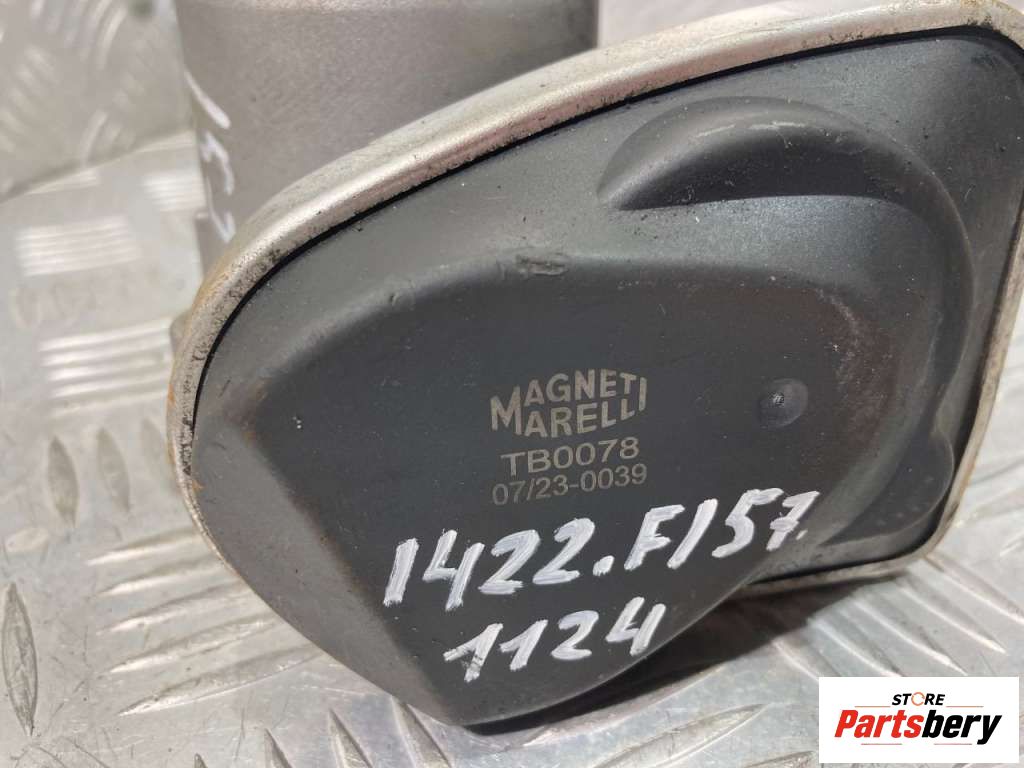 MAGNETI
MARELLI
TB0078
07/23-0039
1422.F157.
1124
STORE
Partsbery